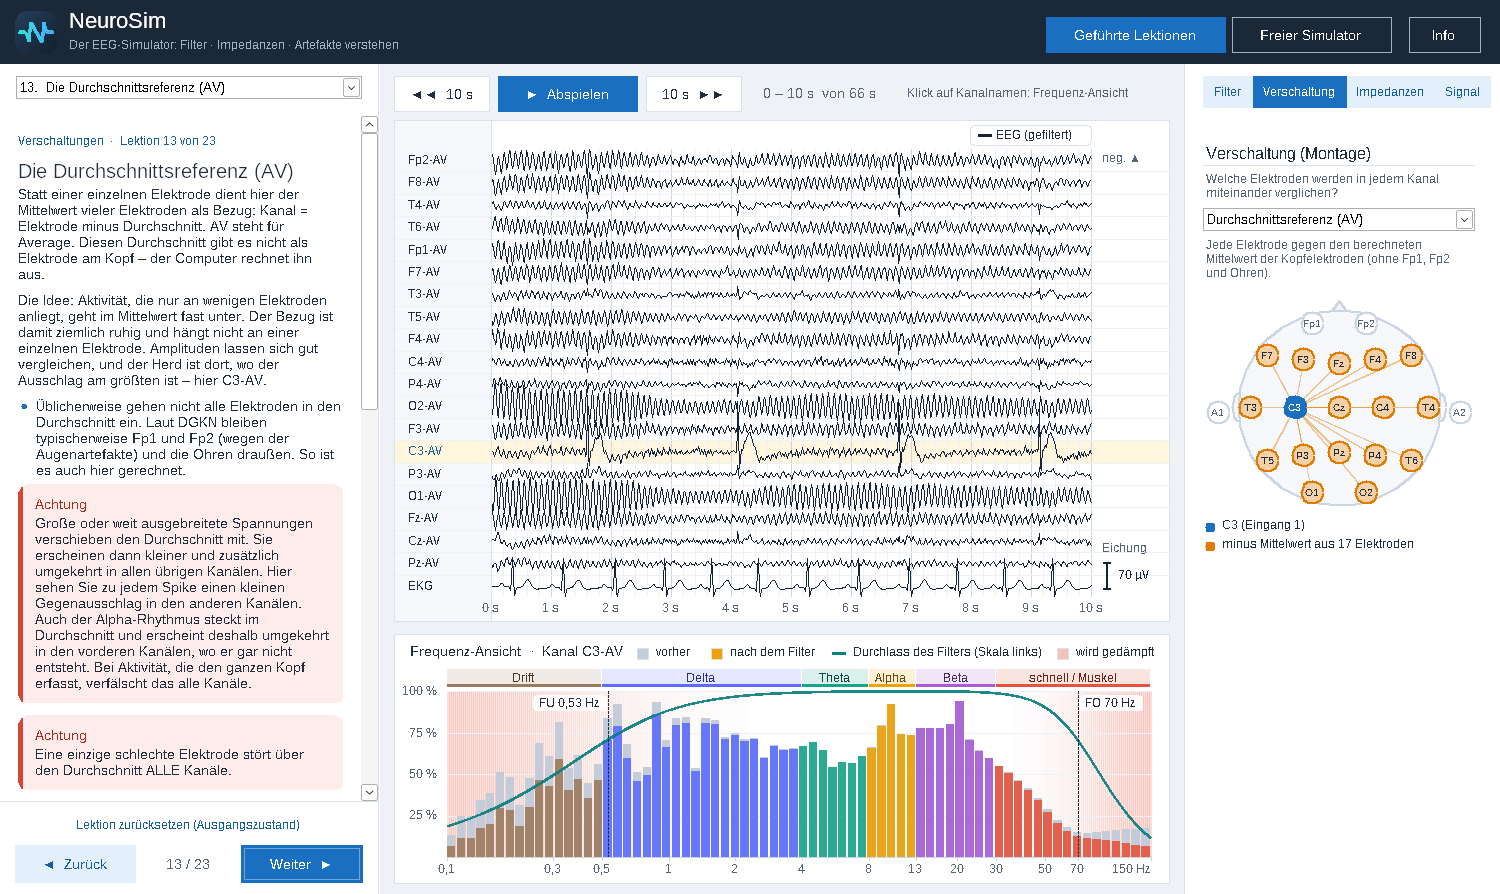 NeuroSim
Der EEG-Simulator: Filter · Impedanzen · Artefakte verstehen
Geführte Lektionen
Freier Simulator
Info
13. Die Durchschnittsreferenz (AV)
Verschaltungen · Lektion 13 von 23
Die Durchschnittsreferenz (AV)
Statt einer einzelnen Elektrode dient hier der
Mittelwert vieler Elektroden als Bezug: Kanal =
Elektrode minus Durchschnitt. AV steht für
Average. Diesen Durchschnitt gibt es nicht als
Elektrode am Kopf – der Computer rechnet ihn
aus.
Die Idee: Aktivität, die nur an wenigen Elektroden
anliegt, geht im Mittelwert fast unter. Der Bezug ist
damit ziemlich ruhig und hängt nicht an einer
einzelnen Elektrode. Amplituden lassen sich gut
vergleichen, und der Herd ist dort, wo der
Ausschlag am größten ist – hier C3-AV.
• Üblicherweise gehen nicht alle Elektroden in den
Durchschnitt ein. Laut DGKN bleiben
typischerweise Fp1 und Fp2 (wegen der
Augenartefakte) und die Ohren draußen. So ist
es auch hier gerechnet.
Achtung
Große oder weit ausgebreitete Spannungen
verschieben den Durchschnitt mit. Sie
erscheinen dann kleiner und zusätzlich
umgekehrt in allen übrigen Kanälen. Hier
sehen Sie zu jedem Spike einen kleinen
Gegenausschlag in den anderen Kanälen.
Auch der Alpha-Rhythmus steckt im
Durchschnitt und erscheint deshalb umgekehrt
in den vorderen Kanälen, wo er gar nicht
entsteht. Bei Aktivität, die den ganzen Kopf
erfasst, verfälscht das alle Kanäle.
Achtung
Eine einzige schlechte Elektrode stört über
den Durchschnitt ALLE Kanäle.
Lektion zurücksetzen (Ausgangszustand)
◄ Zurück
13 / 23
Weiter ►
◄◄ 10 s
► Abspielen
10 s ►►
0 – 10 s von 66 s
Klick auf Kanalnamen: Frequenz-Ansicht
EEG (gefiltert)
neg. ▲
Fp2-AV
F8-AV
T4-AV
T6-AV
Fp1-AV
F7-AV
T3-AV
T5-AV
F4-AV
C4-AV
P4-AV
O2-AV
F3-AV
C3-AV
P3-AV
O1-AV
Fz-AV
Cz-AV
Pz-AV
EKG
Eichung
70 µV
0 s 1 s 2 s 3 s 4 s 5 s 6 s 7 s 8 s 9 s 10 s
Frequenz-Ansicht · Kanal C3-AV
vorher
nach dem Filter
Durchlass des Filters (Skala links)
wird gedämpft
Drift Delta Theta Alpha Beta schnell / Muskel
100 %
75 %
50 %
25 %
FU 0,53 Hz
FO 70 Hz
0,1 0,3 0,5 1 2 4 8 13 20 30 50 70 150 Hz
Filter
Verschaltung
Impedanzen
Signal
Verschaltung (Montage)
Welche Elektroden werden in jedem Kanal
miteinander verglichen?
Durchschnittsreferenz (AV)
Jede Elektrode gegen den berechneten
Mittelwert der Kopfelektroden (ohne Fp1, Fp2
und Ohren).
Fp1 Fp2
F7 F3 Fz F4 F8
A1 T3 C3 Cz C4 T4 A2
T5 P3 Pz P4 T6
O1 O2
C3 (Eingang 1)
minus Mittelwert aus 17 Elektroden